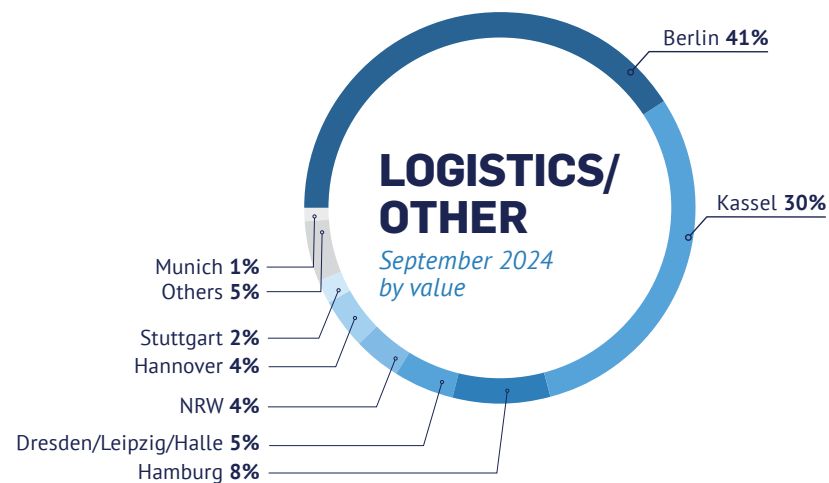 Berlin 41%
LOGISTICS/
OTHER
September 2024
by value
Kassel 30%
Munich 1%
Others 5%
Stuttgart 2%
Hannover 4%
NRW 4%
Dresden/Leipzig/Halle 5%
Hamburg 8%